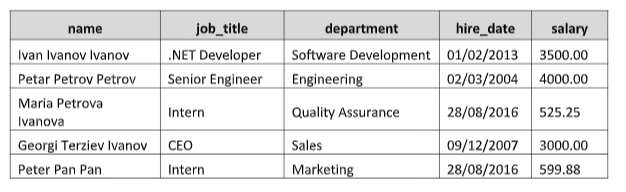 name job_title department hire_date salary
Ivan Ivanov Ivanov .NET Developer Software Development 01/02/2013 3500.00
Petar Petrov Petrov Senior Engineer Engineering 02/03/2004 4000.00
Maria Petrova
Ivanova Intern Quality Assurance 28/08/2016 525.25
Georgi Terziev Ivanov CEO Sales 09/12/2007 3000.00
Peter Pan Pan Intern Marketing 28/08/2016 599.88